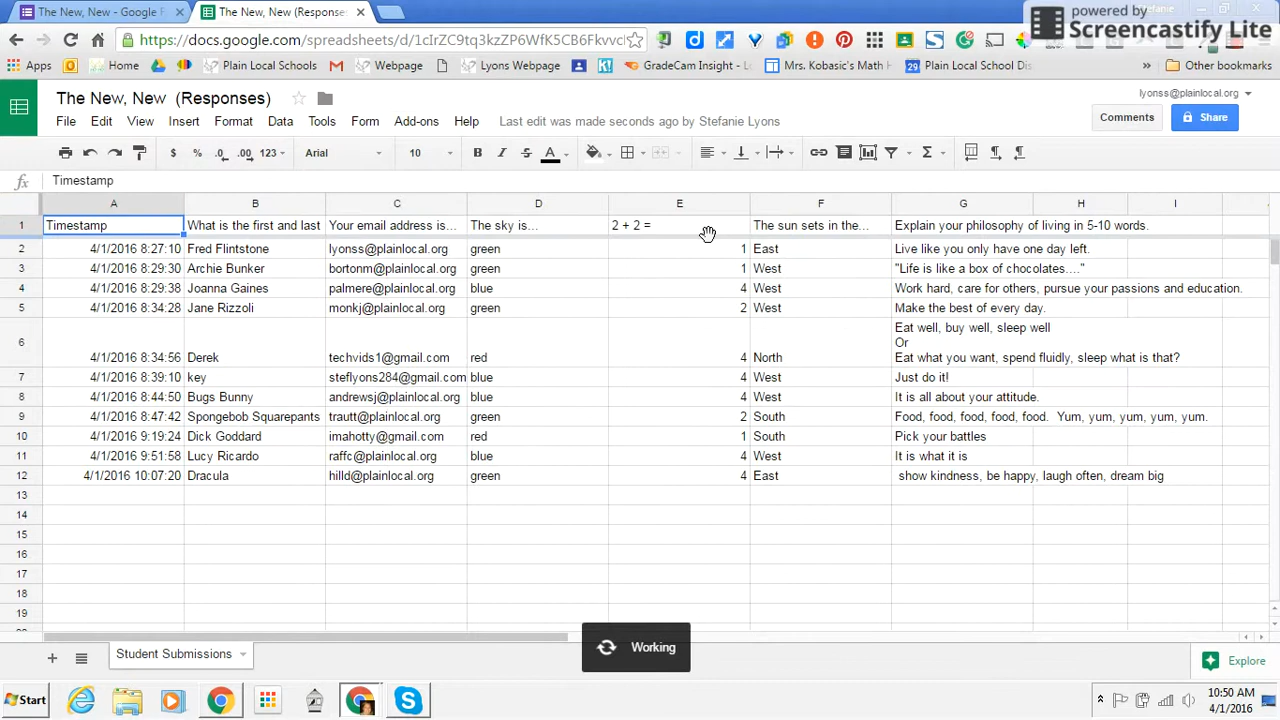 The New, New - Google F
The New, New (Response
powered by
Screencastify Lite
https://docs.google.com/spr
Apps
Home
Plain Local Schools
Webpage
Lyons Webpage
GradeCam Insight - L
Mrs. Kobasic's Math
29 Plain Local School Dis
Other bookmarks
The New, New (Responses)
lyonss@plainlocal.org
File Edit View Insert Format Data Tools Form Add-ons Help Last edit was made seconds ago by Stefanie Lyons
Comments
Share
$ % .0 .00 123 Arial 10 B I S A
fx Timestamp
A B C D E F G H I
1 Timestamp What is the first and last Your email address is... The sky is... 2 + 2 = The sun sets in the... Explain your philosophy of living in 5-10 words.
2 4/1/2016 8:27:10 Fred Flintstone lyonss@plainlocal.org green 1 East Live like you only have one day left.
3 4/1/2016 8:29:30 Archie Bunker bortonm@plainlocal.org green 1 West "Life is like a box of chocolates...."
4 4/1/2016 8:29:38 Joanna Gaines palmere@plainlocal.org blue 4 West Work hard, care for others, pursue your passions and education.
5 4/1/2016 8:34:28 Jane Rizzoli monkj@plainlocal.org green 2 West Make the best of every day.
Eat well, buy well, sleep well
6 Or
4/1/2016 8:34:56 Derek techvids1@gmail.com red 4 North Eat what you want, spend fluidly, sleep what is that?
7 4/1/2016 8:39:10 key steflyons284@gmail.com blue 4 West Just do it!
8 4/1/2016 8:44:50 Bugs Bunny andrewsj@plainlocal.org blue 4 West It is all about your attitude.
9 4/1/2016 8:47:42 Spongebob Squarepants trautt@plainlocal.org green 2 South Food, food, food, food, food. Yum, yum, yum, yum, yum.
10 4/1/2016 9:19:24 Dick Goddard imahotty@gmail.com red 1 South Pick your battles
11 4/1/2016 9:51:58 Lucy Ricardo raffc@plainlocal.org blue 4 West It is what it is
12 4/1/2016 10:07:20 Dracula hilld@plainlocal.org green 4 East show kindness, be happy, laugh often, dream big
13
14
15
16
17
18
19
Working
Student Submissions
Explore
Start
10:50 AM
4/1/2016